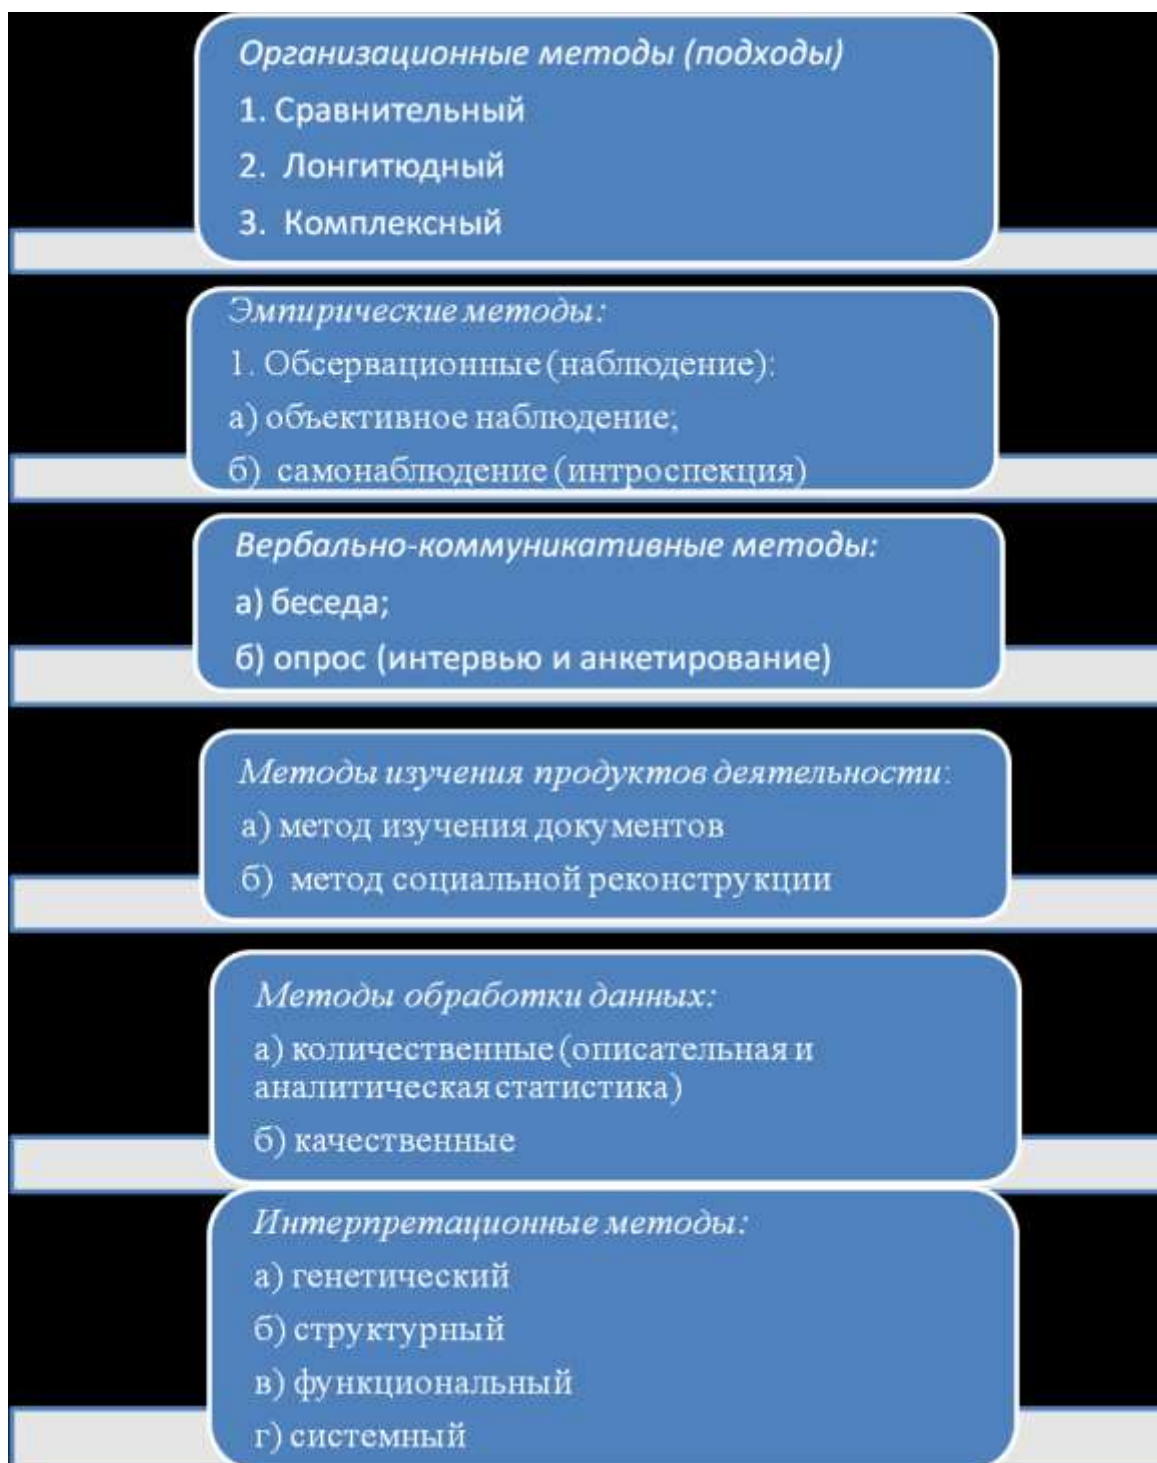 Организационные методы (подходы)
1. Сравнительный
2. Лонгитюдный
3. Комплексный
Эмпирические методы:
1. Обсервационные (наблюдение):
а) объективное наблюдение;
б) самонаблюдение (интроспекция)
Вербально-коммуникативные методы:
а) беседа;
б) опрос (интервью и анкетирование)
Методы изучения продуктов деятельности:
а) метод изучения документов
б) метод социальной реконструкции
Методы обработки данных:
а) количественные (описательная и
аналитическая статистика)
б) качественные
Интерпретационные методы:
а) генетический
б) структурный
в) функциональный
г) системный